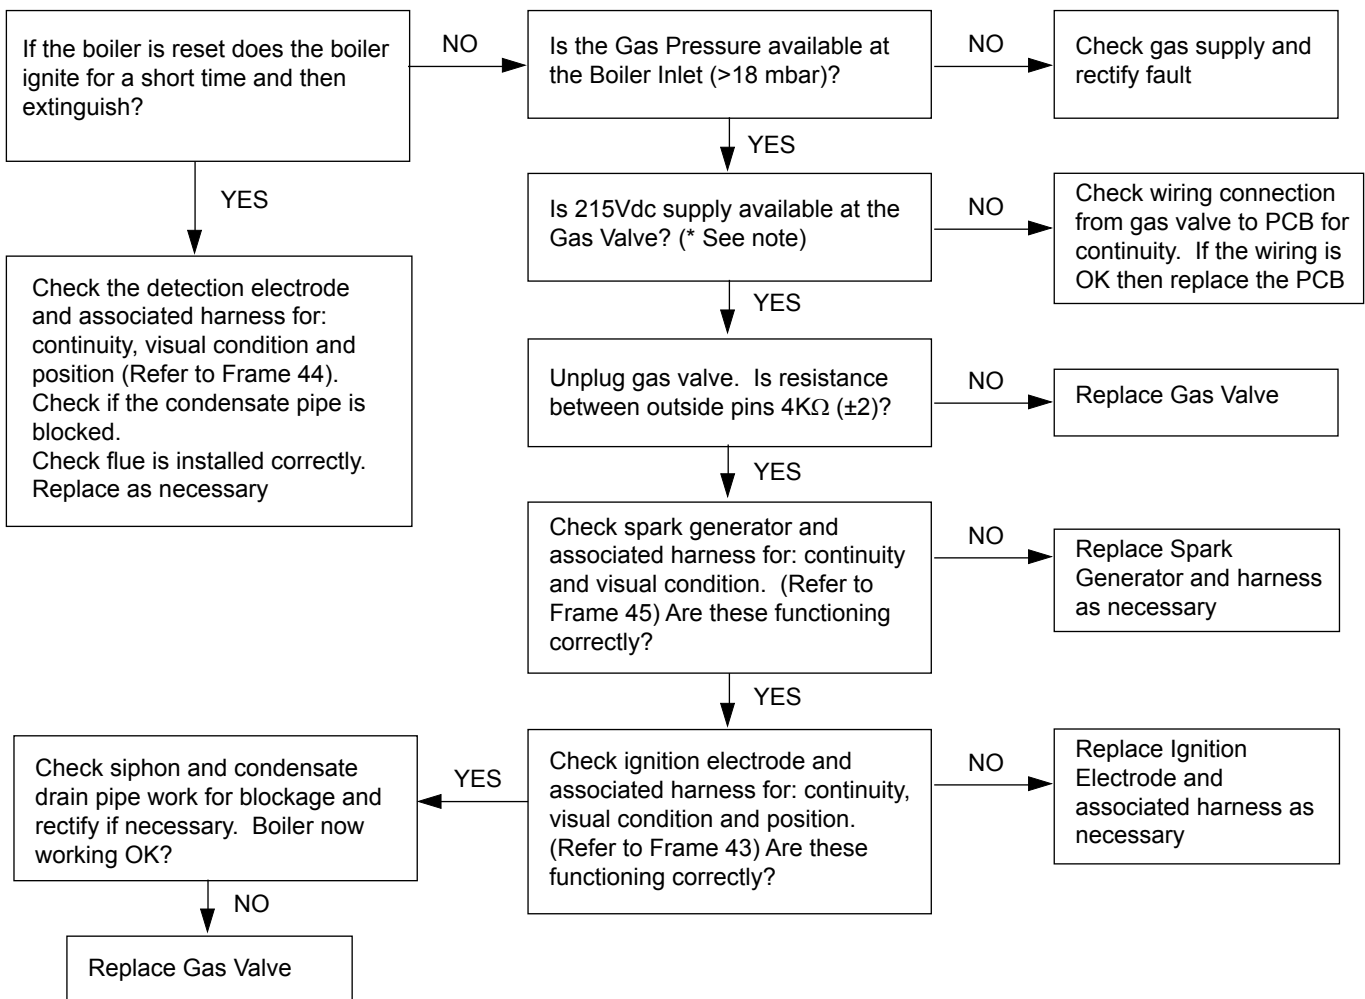 If the boiler is reset does the boiler
ignite for a short time and then
extinguish?
NO
Is the Gas Pressure available at
the Boiler Inlet (>18 mbar)?
NO
Check gas supply and
rectify fault
YES
YES
Check the detection electrode
and associated harness for:
continuity, visual condition and
position (Refer to Frame 44).
Check if the condensate pipe is
blocked.
Check flue is installed correctly.
Replace as necessary
Is 215Vdc supply available at the
Gas Valve? (* See note)
NO
Check wiring connection
from gas valve to PCB for
continuity.  If the wiring is
OK then replace the PCB
YES
Unplug gas valve.  Is resistance
between outside pins 4KΩ (±2)?
NO
Replace Gas Valve
YES
Check spark generator and
associated harness for: continuity
and visual condition.  (Refer to
Frame 45) Are these functioning
correctly?
NO
Replace Spark
Generator and harness
as necessary
YES
Check ignition electrode and
associated harness for: continuity,
visual condition and position.
(Refer to Frame 43) Are these
functioning correctly?
NO
Replace Ignition
Electrode and
associated harness as
necessary
YES
Check siphon and condensate
drain pipe work for blockage and
rectify if necessary.  Boiler now
working OK?
NO
Replace Gas Valve